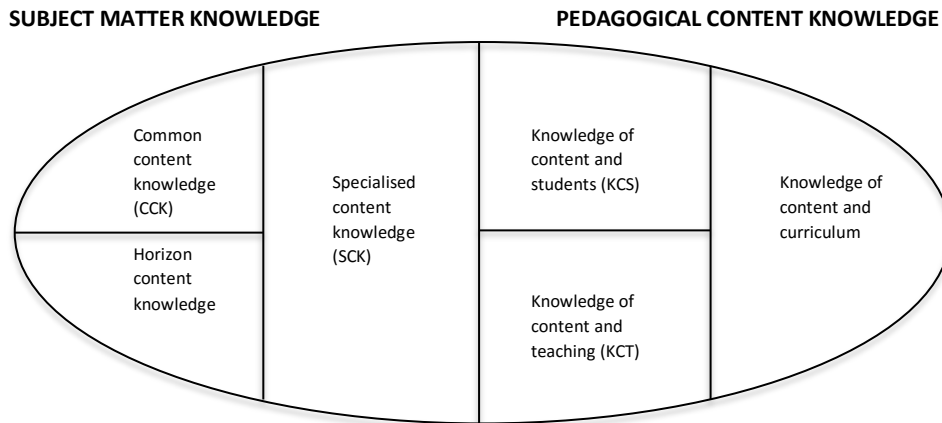 SUBJECT MATTER KNOWLEDGE
PEDAGOGICAL CONTENT KNOWLEDGE
Common
content
knowledge
(CCK)
Horizon
content
knowledge
Specialised
content
knowledge
(SCK)
Knowledge of
content and
students (KCS)
Knowledge of
content and
teaching (KCT)
Knowledge of
content and
curriculum